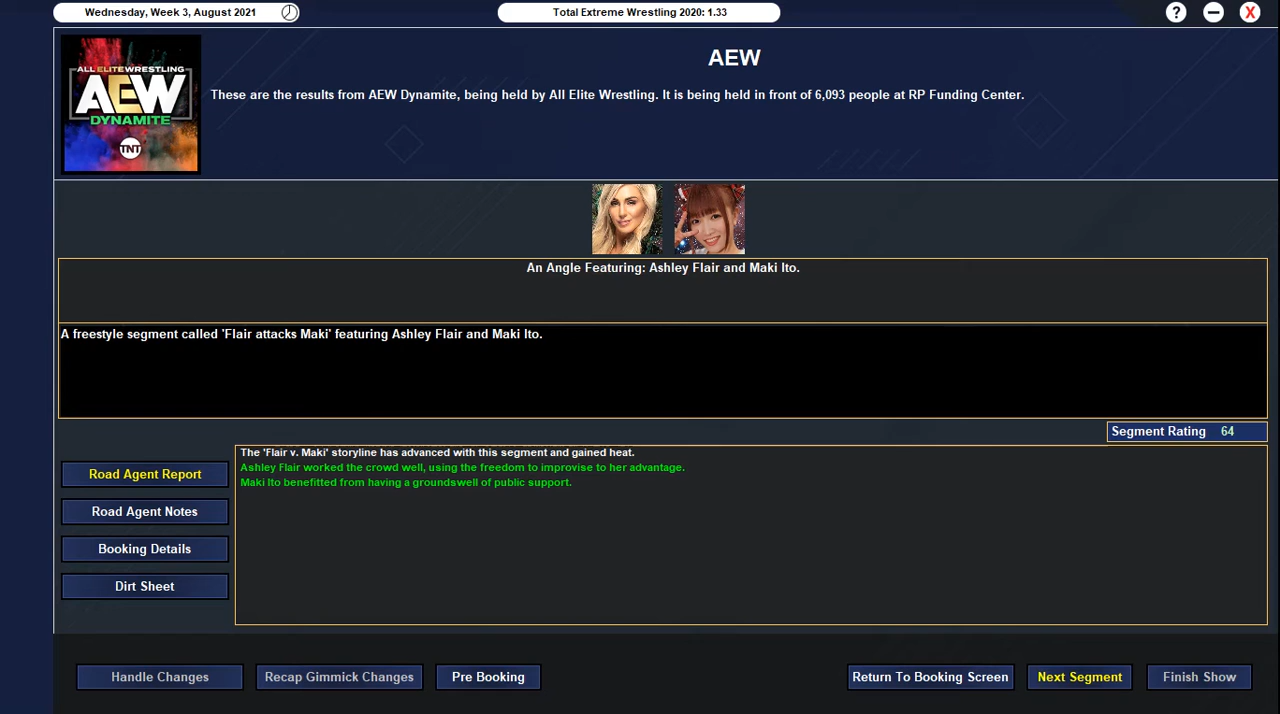 Wednesday, Week 3, August 2021
Total Extreme Wrestling 2020: 1.33
?
X
ALL ELITE WRESTLING
AEW
DYNAMITE
TNT
AEW
These are the results from AEW Dynamite, being held by All Elite Wrestling. It is being held in front of 6,093 people at RP Funding Center.
An Angle Featuring: Ashley Flair and Maki Ito.
A freestyle segment called 'Flair attacks Maki' featuring Ashley Flair and Maki Ito.
Segment Rating 64
Road Agent Report
Road Agent Notes
Booking Details
Dirt Sheet
The 'Flair v. Maki' storyline has advanced with this segment and gained heat.
Ashley Flair worked the crowd well, using the freedom to improvise to her advantage.
Maki Ito benefitted from having a groundswell of public support.
Handle Changes
Recap Gimmick Changes
Pre Booking
Return To Booking Screen
Next Segment
Finish Show